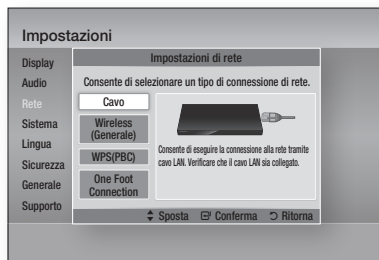 Impostazioni
Display
Audio
Rete
Sistema
Lingua
Sicurezza
Generale
Supporto
Impostazioni di rete
Consente di selezionare un tipo di connessione di rete.
Cavo
Wireless
(Generale)
WPS(PBC)
One Foot
Connection
Consente di eseguire la connessione alla rete tramite
cavo LAN. Verificare che il cavo LAN sia collegato.
Sposta Conferma Ritorna